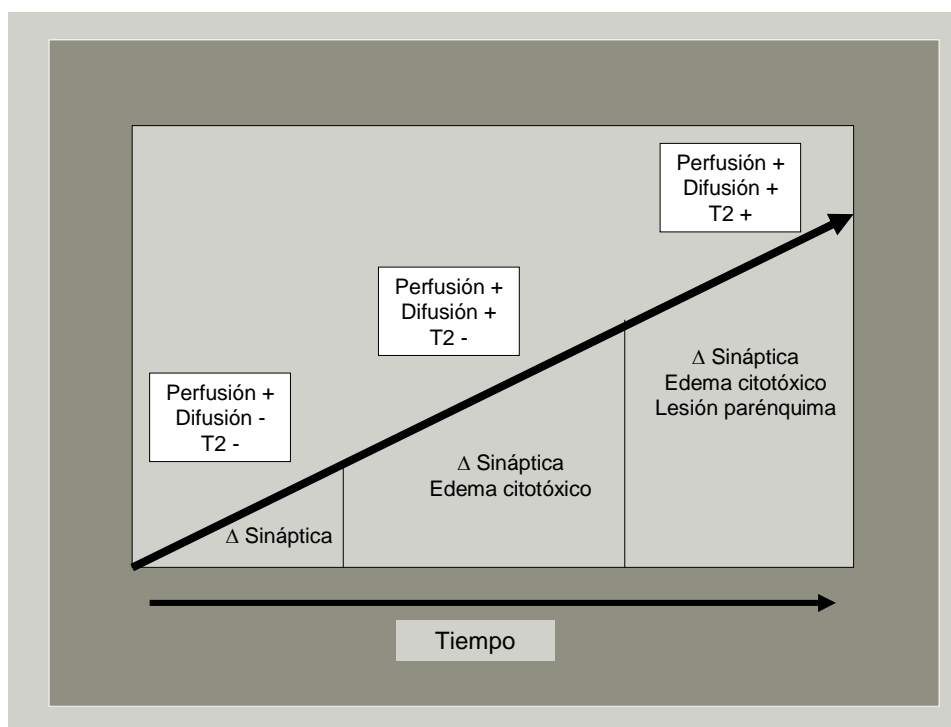 Perfusión +
Difusión +
T2 +
Perfusión +
Difusión +
T2 -
Perfusión +
Difusión -
T2 -
∆ Sináptica
Edema citotóxico
Lesión parénquima
∆ Sináptica
Edema citotóxico
∆ Sináptica
Tiempo